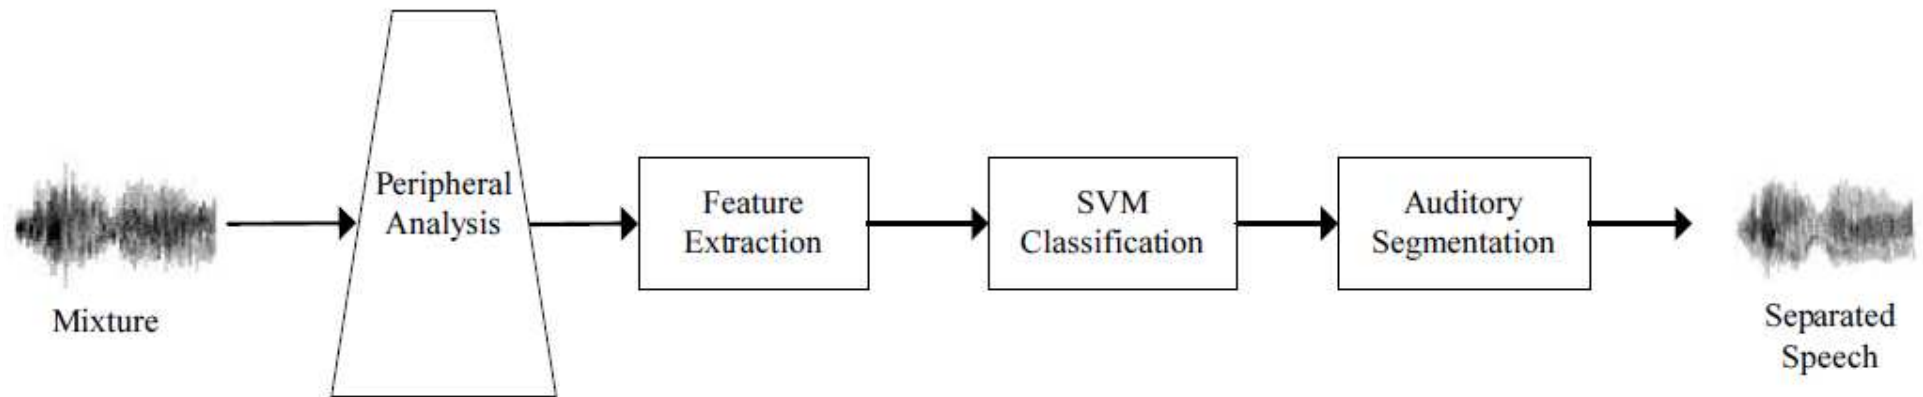 Mixture
Peripheral
Analysis
Feature
Extraction
SVM
Classification
Auditory
Segmentation
Separated
Speech